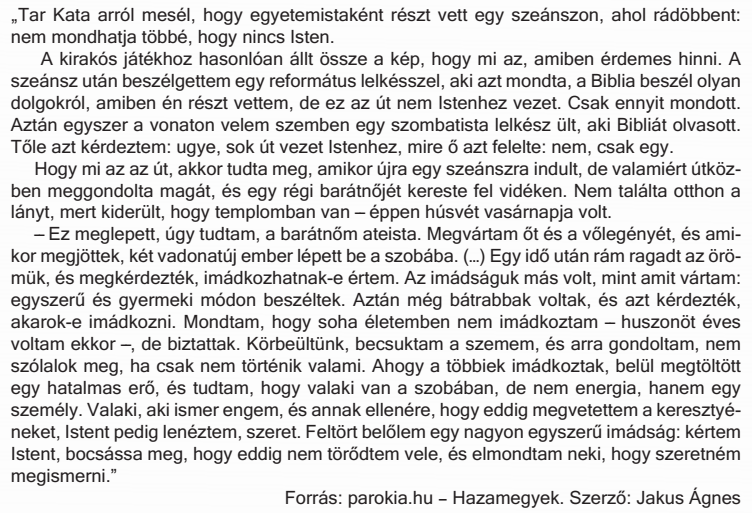 „Tar Kata arról mesél, hogy egyetemistaként részt vett egy szeánszon, ahol rádöbbent:
nem mondhatja többé, hogy nincs Isten.
A kirakós játékhoz hasonlóan állt össze a kép, hogy mi az, amiben érdemes hinni. A
szeánsz után beszélgettem egy református lelkésszel, aki azt mondta, a Biblia beszél olyan
dolgokról, amiben én részt vettem, de ez az út nem Istenhez vezet. Csak ennyit mondott.
Aztán egyszer a vonaton velem szemben egy szombatista lelkész ült, aki Bibliát olvasott.
Tőle azt kérdeztem: ugye, sok út vezet Istenhez, mire ő azt felelte: nem, csak egy.
Hogy mi az az út, akkor tudta meg, amikor újra egy szeánszra indult, de valamiért útköz-
ben meggondolta magát, és egy régi barátnőjét kereste fel vidéken. Nem találta otthon a
lányt, mert kiderült, hogy templomban van – éppen húsvét vasárnapja volt.
– Ez meglepett, úgy tudtam, a barátnőm ateista. Megvártam őt és a vőlegényét, és ami-
kor megjöttek, két vadonatúj ember lépett be a szobába. (...) Egy idő után rám ragadt az örö-
mük, és megkérdezték, imádkozhatnak-e értem. Az imádságuk más volt, mint amit vártam:
egyszerű és gyermeki módon beszéltek. Aztán még bátrabbak voltak, és azt kérdezték,
akarok-e imádkozni. Mondtam, hogy soha életemben nem imádkoztam – huszonöt éves
voltam ekkor –, de biztattak. Körbeültünk, becsuktam a szemem, és arra gondoltam, nem
szólalok meg, ha csak nem történik valami. Ahogy a többiek imádkoztak, belül megtöltött
egy hatalmas erő, és tudtam, hogy valaki van a szobában, de nem energia, hanem egy
személy. Valaki, aki ismer engem, és annak ellenére, hogy eddig megvetettem a keresztyé-
neket, Istent pedig lenéztem, szeret. Feltört belőlem egy nagyon egyszerű imádság: kértem
Istent, bocsássa meg, hogy eddig nem törődtem vele, és elmondtam neki, hogy szeretném
megismerni.”
Forrás: parokia.hu – Hazamegyek. Szerző: Jakus Ágnes